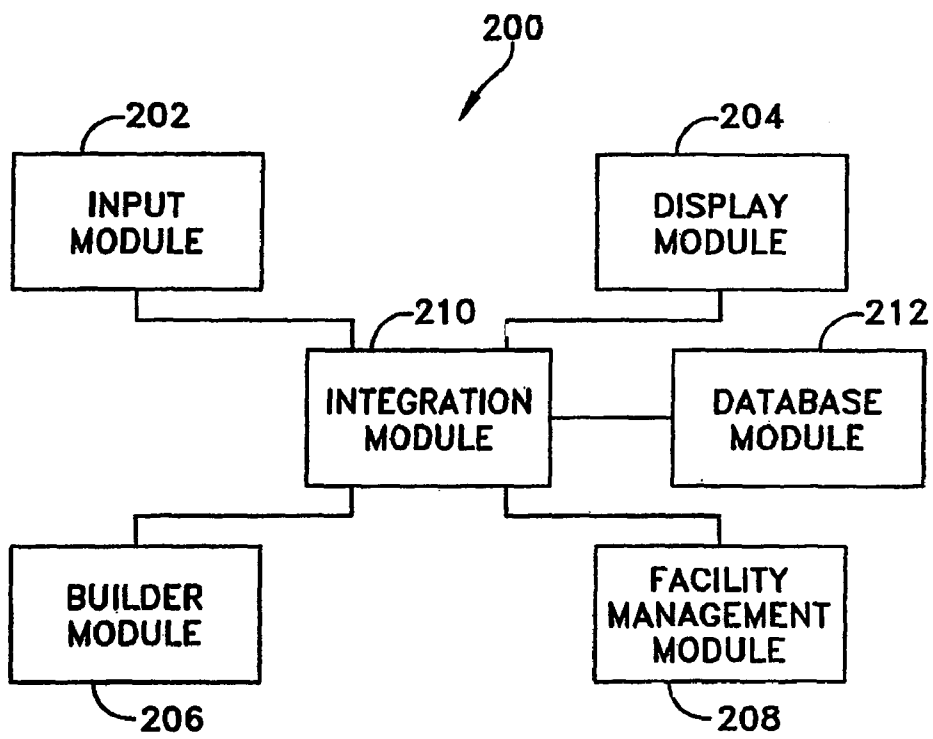 200
202
204
INPUT
MODULE
DISPLAY
MODULE
210
212
INTEGRATION
MODULE
DATABASE
MODULE
BUILDER
MODULE
FACILITY
MANAGEMENT
MODULE
206
208